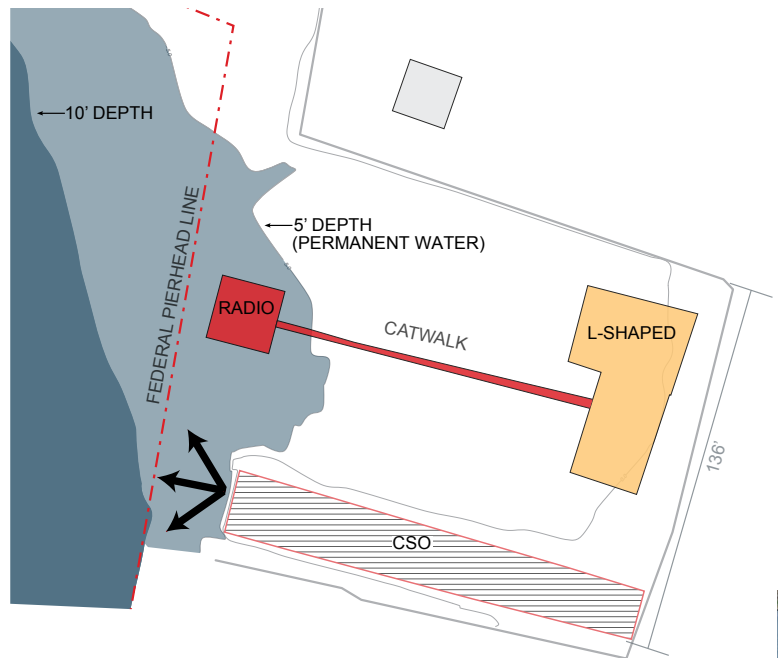 10' DEPTH
5' DEPTH
(PERMANENT WATER)
FEDERAL PIERHEAD LINE
RADIO
CATWALK
L-SHAPED
136'
CSO